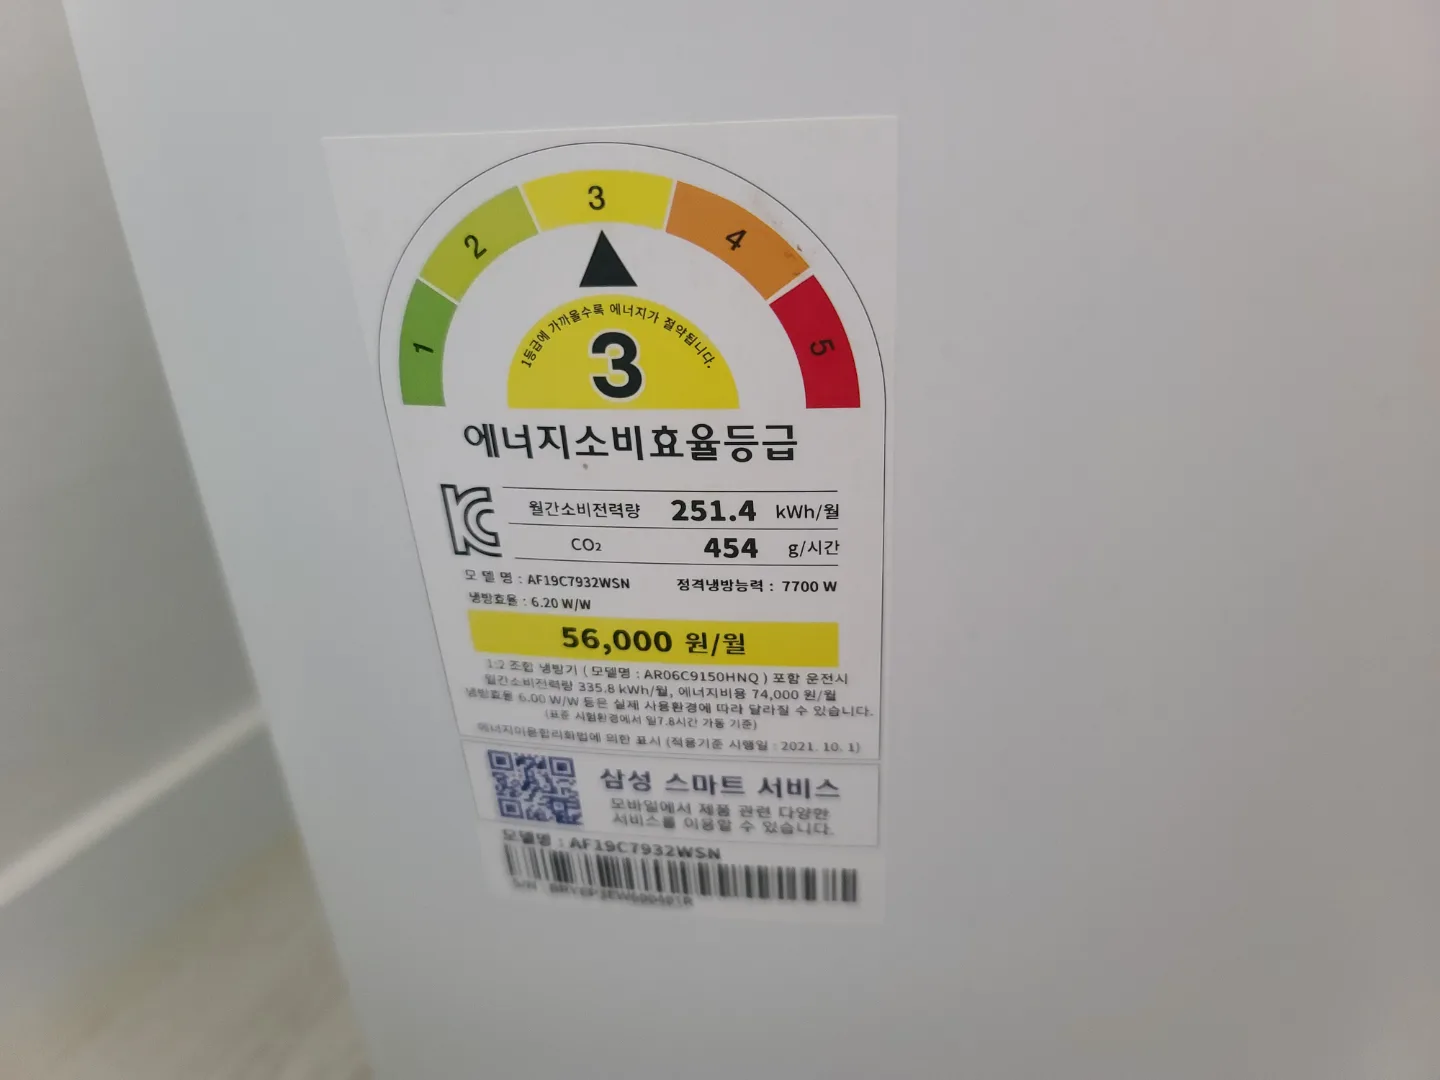 1 2 3 4 5
1등급에 가까울수록 에너지가 절약됩니다.
3
에너지소비효율등급
월간소비전력량 251.4 kWh/월
CO₂ 454 g/시간
모 델 명 : AF19C7932WSN 정격냉방능력 : 7700 W
냉방효율 : 6.20 W/W
56,000 원/월
1:2 조합 냉방기 ( 모델명 : AR06C9150HNQ ) 포함 운전시
월간소비전력량 335.8 kWh/월, 에너지비용 74,000 원/월
냉방효율 6.00 W/W 등은 실제 사용환경에 따라 달라질 수 있습니다.
(표준 시험환경에서 일7.8시간 가동 기준)
에너지이용합리화법에 의한 표시 (적용기준 시행일 : 2021. 10. 1)
삼성 스마트 서비스
모바일에서 제품 관련 다양한
서비스를 이용할 수 있습니다.
모델명 : AF19C7932WSN
S/N